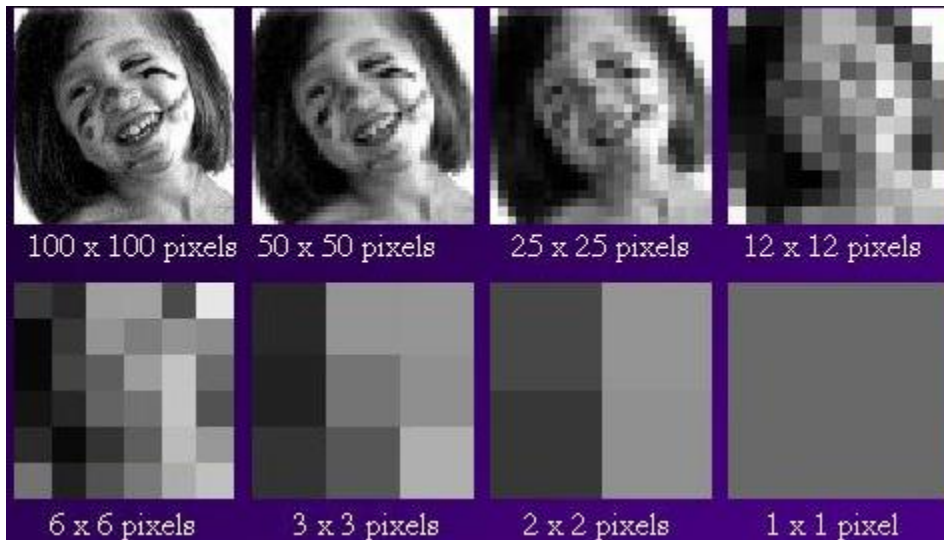 100 x 100 pixels
50 x 50 pixels
25 x 25 pixels
12 x 12 pixels
6 x 6 pixels
3 x 3 pixels
2 x 2 pixels
1 x 1 pixel